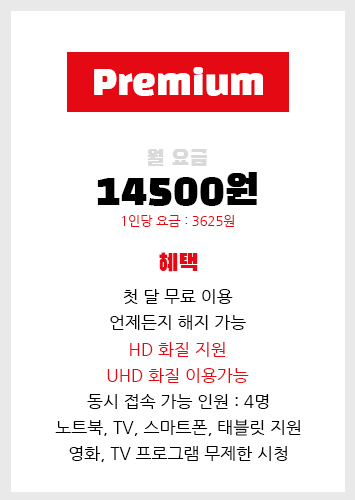 Premium
월 요금
14500원
1인당 요금 : 3625원
혜택
첫 달 무료 이용
언제든지 해지 가능
HD 화질 지원
UHD 화질 이용가능
동시 접속 가능 인원 : 4명
노트북, TV, 스마트폰, 태블릿 지원
영화, TV 프로그램 무제한 시청